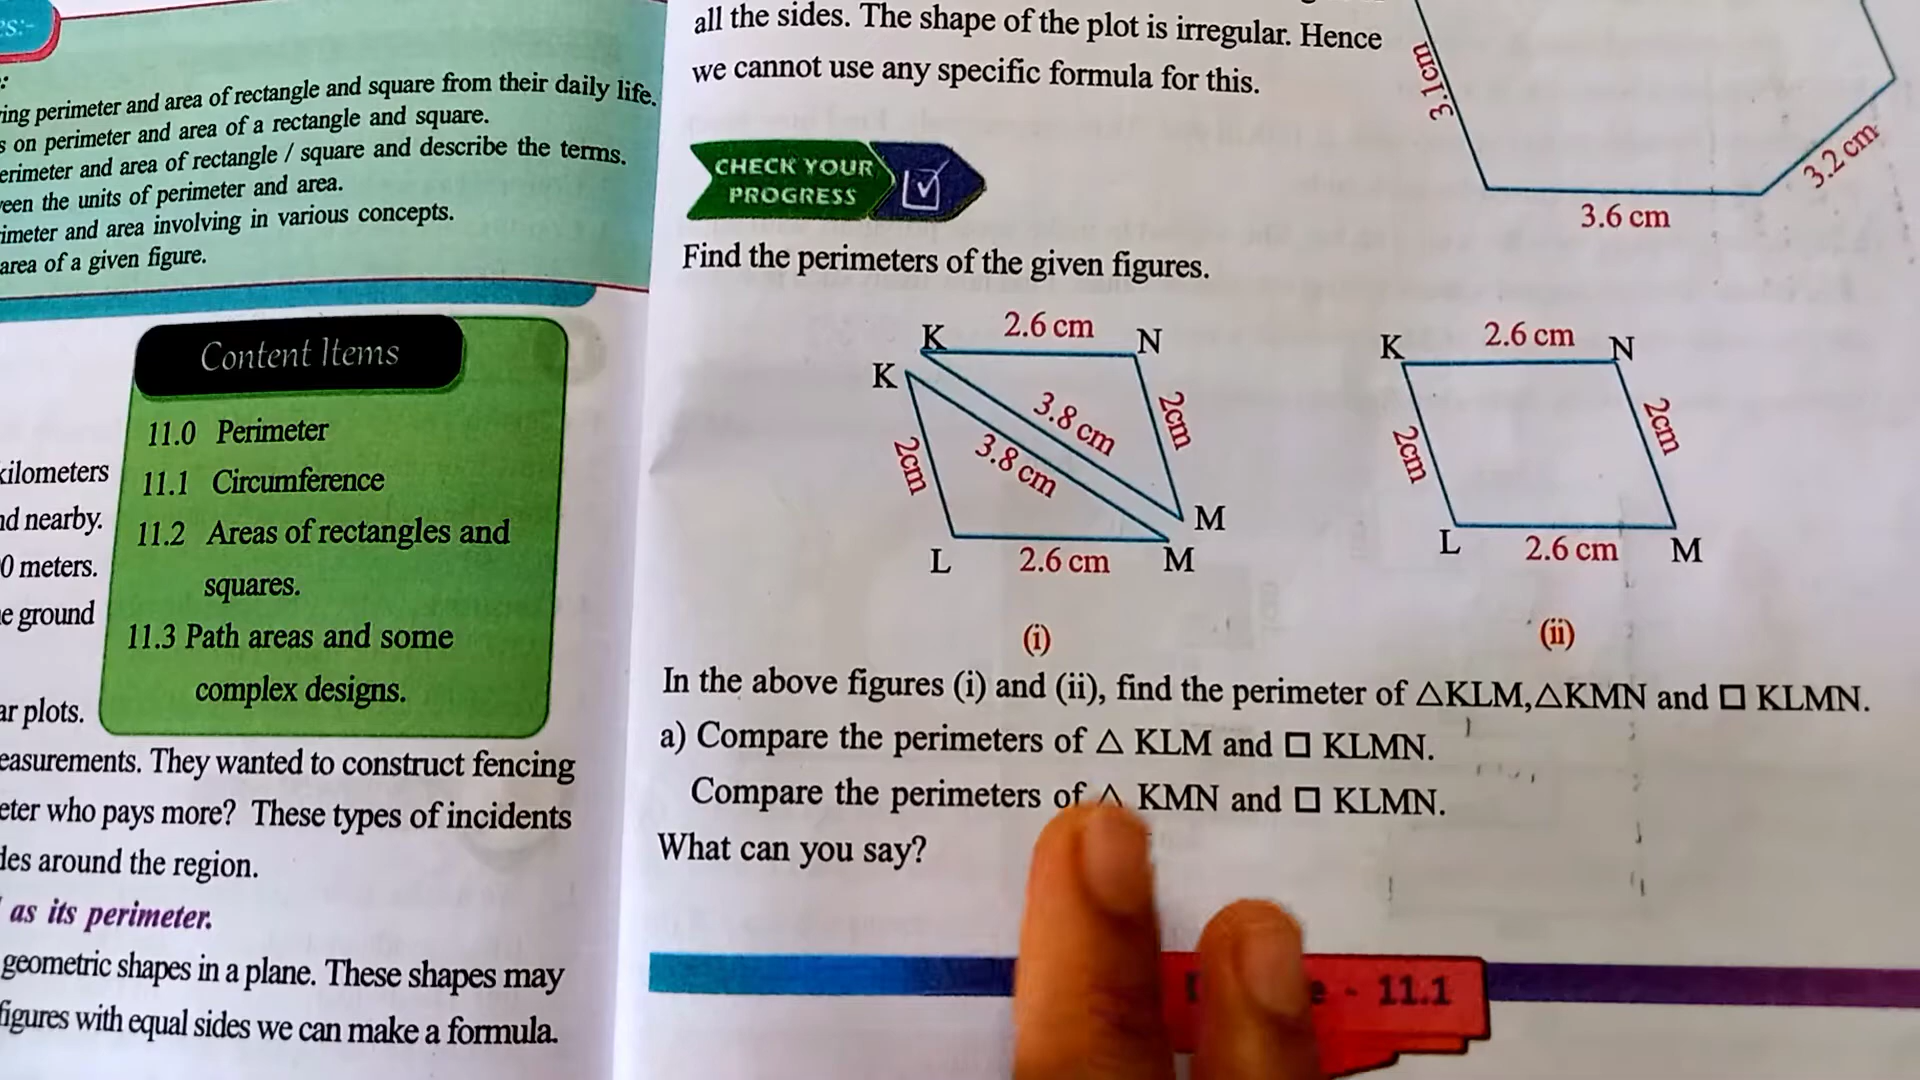 es:-
:
ing perimeter and area of rectangle and square from their daily life.
s on perimeter and area of a rectangle and square.
erimeter and area of rectangle / square and describe the terms.
een the units of perimeter and area.
imeter and area involving in various concepts.
area of a given figure.
Content Items
11.0 Perimeter
11.1 Circumference
11.2 Areas of rectangles and
squares.
11.3 Path areas and some
complex designs.
kilometers
nd nearby.
0 meters.
e ground
ar plots.
easurements. They wanted to construct fencing
eter who pays more? These types of incidents
des around the region.
as its perimeter.
geometric shapes in a plane. These shapes may
figures with equal sides we can make a formula.
all the sides. The shape of the plot is irregular. Hence
we cannot use any specific formula for this.
3.1cm
3.2 cm
3.6 cm
CHECK YOUR
PROGRESS
Find the perimeters of the given figures.
K 2.6 cm N
K
3.8 cm
2cm
2cm
3.8 cm
M
L 2.6 cm M
(i)
K 2.6 cm N
2cm
2cm
L 2.6 cm M
(ii)
In the above figures (i) and (ii), find the perimeter of △KLM,△KMN and □ KLMN.
a) Compare the perimeters of △ KLM and □ KLMN.
Compare the perimeters of △ KMN and □ KLMN.
What can you say?
e - 11.1